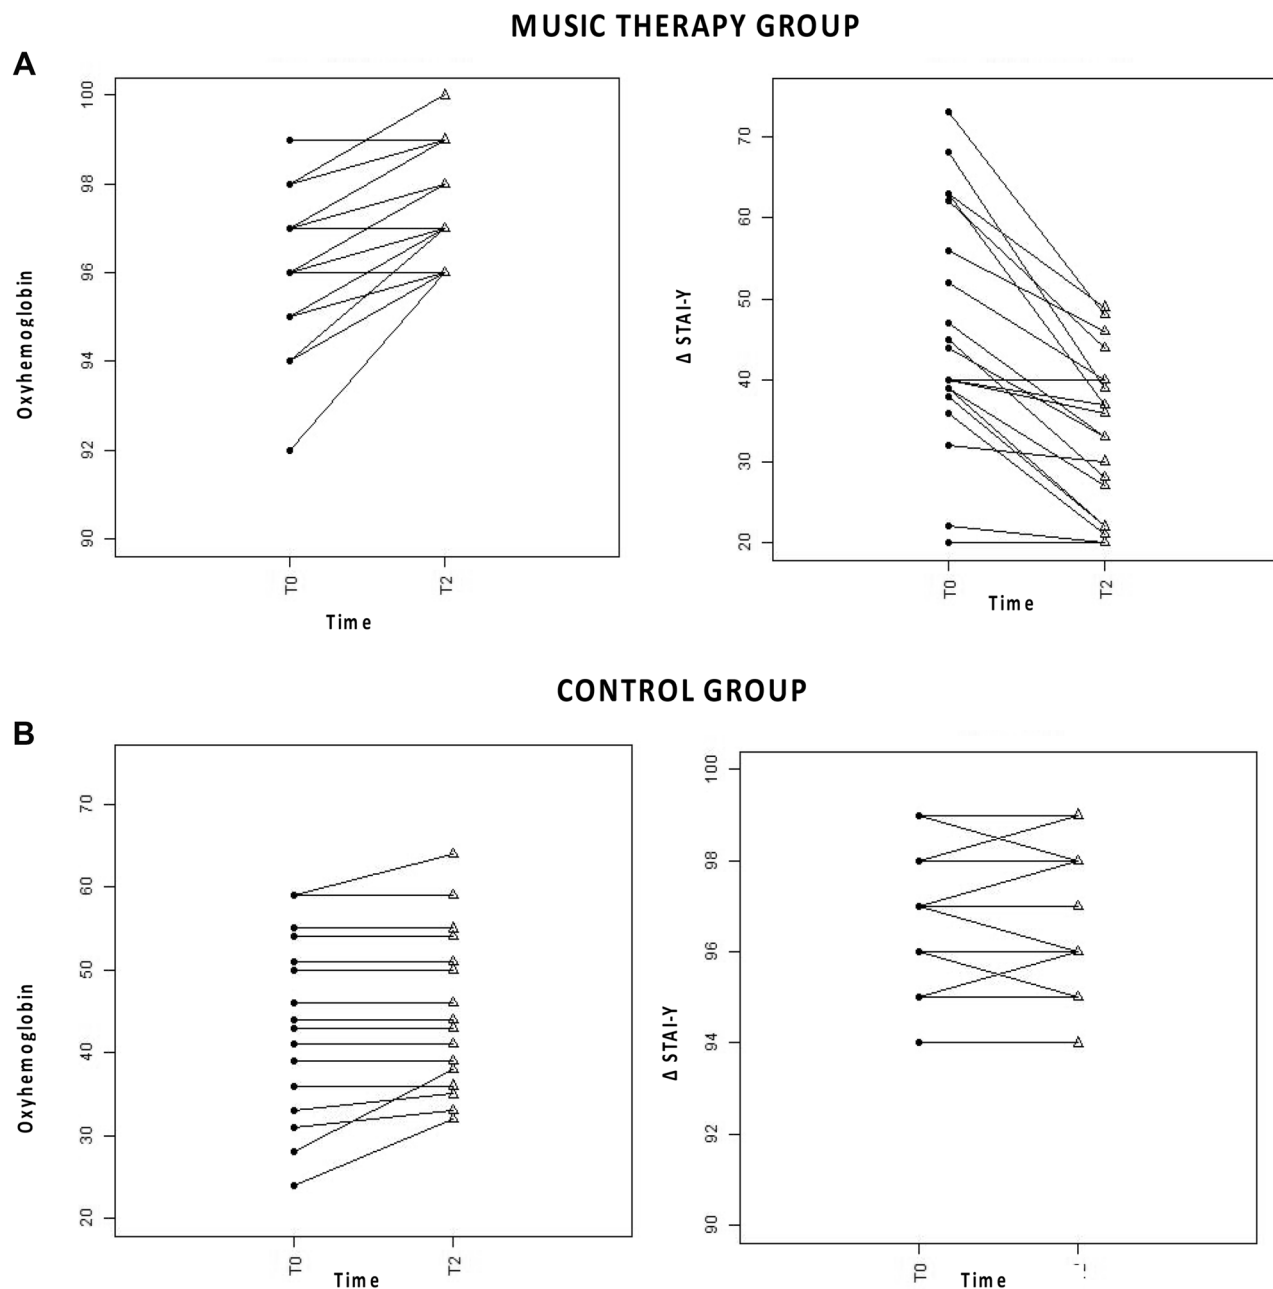 MUSIC THERAPY GROUP
A
Oxyhemoglobin
100
98
96
94
92
90
T0
T2
Time
Δ STAI-Y
70
60
50
40
30
20
T0
T2
Time
CONTROL GROUP
B
Oxyhemoglobin
70
60
50
40
30
20
T0
T2
Time
Δ STAI-Y
100
98
96
94
92
90
T0
Time